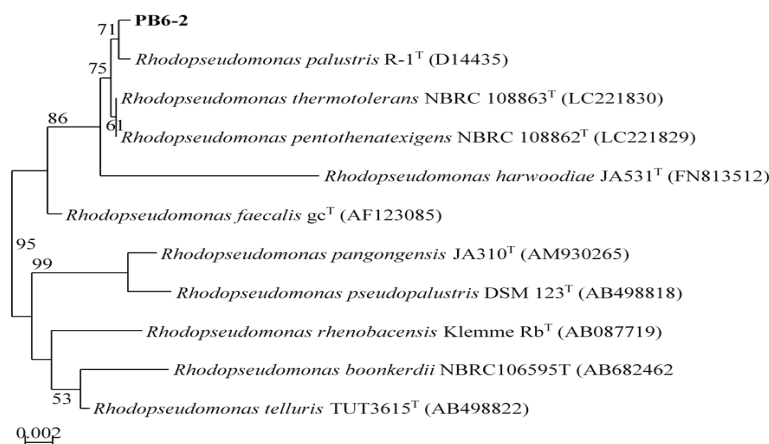 71
PB6-2
Rhodopseudomonas palustris R-1ᵀ (D14435)
75
Rhodopseudomonas thermotolerans NBRC 108863ᵀ (LC221830)
86
61
Rhodopseudomonas pentothenatexigens NBRC 108862ᵀ (LC221829)
Rhodopseudomonas harwoodiae JA531ᵀ (FN813512)
Rhodopseudomonas faecalis gcᵀ (AF123085)
95
Rhodopseudomonas pangongensis JA310ᵀ (AM930265)
99
Rhodopseudomonas pseudopalustris DSM 123ᵀ (AB498818)
Rhodopseudomonas rhenobacensis Klemme Rbᵀ (AB087719)
Rhodopseudomonas boonkerdii NBRC106595T (AB682462
53
Rhodopseudomonas telluris TUT3615ᵀ (AB498822)
0.002